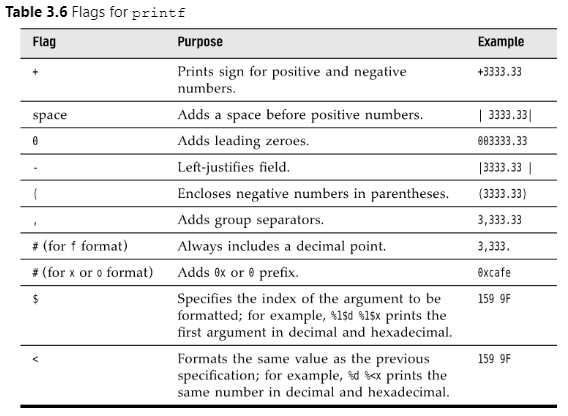 Table 3.6 Flags for printf
Flag Purpose Example
+ Prints sign for positive and negative +3333.33
numbers.
space Adds a space before positive numbers. | 3333.33|
0 Adds leading zeroes. 003333.33
- Left-justifies field. |3333.33 |
( Encloses negative numbers in parentheses. (3333.33)
, Adds group separators. 3,333.33
# (for f format) Always includes a decimal point. 3,333.
# (for x or o format) Adds 0x or 0 prefix. 0xcafe
$ Specifies the index of the argument to be 159 9F
formatted; for example, %1$d %1$x prints the
first argument in decimal and hexadecimal.
< Formats the same value as the previous 159 9F
specification; for example, %d %<x prints the
same number in decimal and hexadecimal.